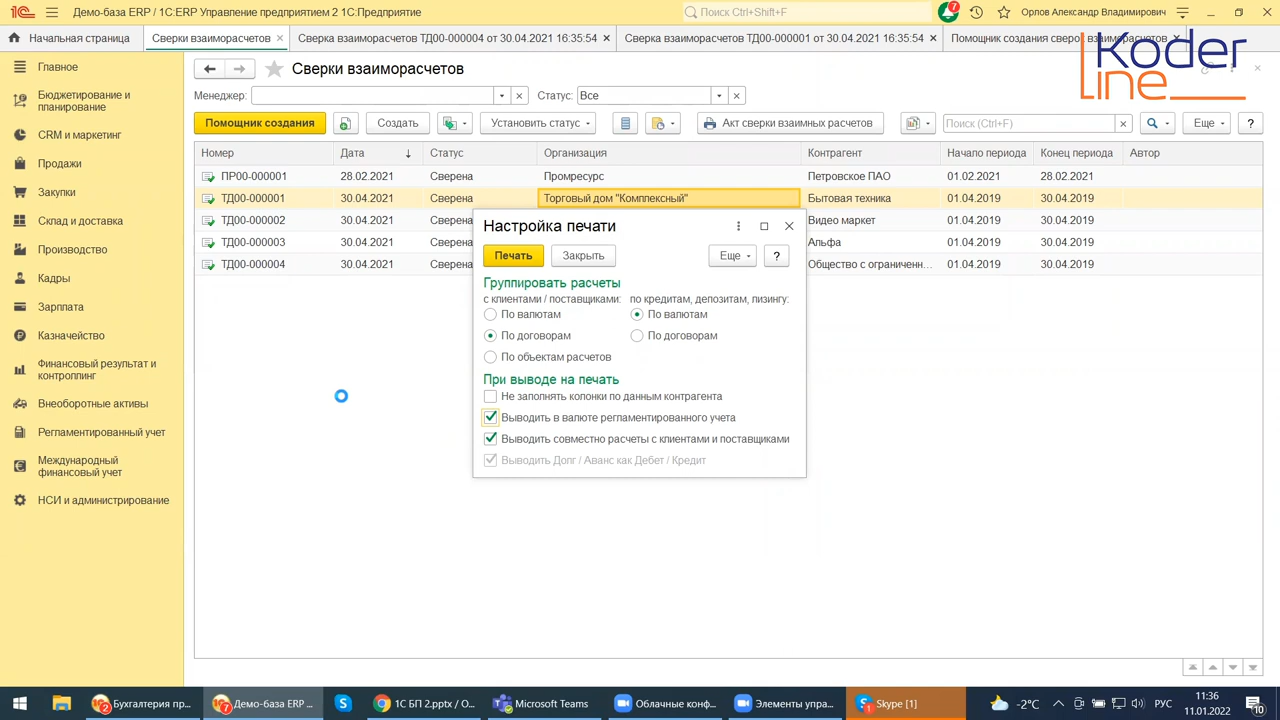 Демо-база ERP / 1С:ERP Управление предприятием 2 1С:Предприятие
Поиск Ctrl+Shift+F
7
Орлов Александр Владимирович
Начальная страница
Сверки взаиморасчетов ×
Сверка взаиморасчетов ТД00-000004 от 30.04.2021 16:35:54 ×
Сверка взаиморасчетов ТД00-000001 от 30.04.2021 16:35:54 ×
Помощник создания сверок взаиморасчетов
Koder
line
Главное
Бюджетирование и
планирование
CRM и маркетинг
Продажи
Закупки
Склад и доставка
Производство
Кадры
Зарплата
Казначейство
Финансовый результат и
контроллинг
Внеоборотные активы
Регламентированный учет
Международный
финансовый учет
НСИ и администрирование
Сверки взаиморасчетов
Менеджер:
Статус: Все
Помощник создания
Создать
Установить статус
Акт сверки взаимных расчетов
Поиск (Ctrl+F)
Еще
?
Номер Дата ↓ Статус Организация Контрагент Начало периода Конец периода Автор
ПР00-000001 28.02.2021 Сверена Промресурс Петровское ПАО 01.02.2021 28.02.2021
ТД00-000001 30.04.2021 Сверена Торговый дом "Комплексный" Бытовая техника 01.04.2019 30.04.2019
ТД00-000002 30.04.2021 Сверена Видео маркет 01.04.2019 30.04.2019
ТД00-000003 30.04.2021 Сверена Альфа 01.04.2019 30.04.2019
ТД00-000004 30.04.2021 Сверена Общество с ограниченн... 01.04.2019 30.04.2019
Настройка печати
Печать Закрыть Еще ?
Группировать расчеты
с клиентами / поставщиками: по кредитам, депозитам, лизингу:
По валютам По валютам
По договорам По договорам
По объектам расчетов
При выводе на печать
Не заполнять колонки по данным контрагента
Выводить в валюте регламентированного учета
Выводить совместно расчеты с клиентами и поставщиками
Выводить Долг / Аванс как Дебет / Кредит
Бухгалтерия пр...
Демо-база ERP ...
1С БП 2.pptx / О...
Microsoft Teams
Облачные конф...
Элементы упра...
Skype [1]
-2°C
РУС
11:36
11.01.2022
10